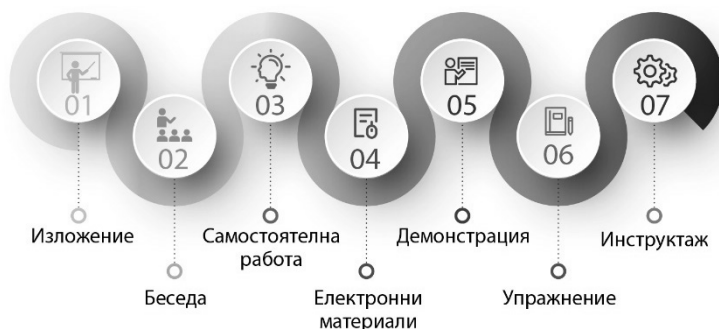 01
02
03
04
05
06
07
Изложение
Беседа
Самостоятелна
работа
Електронни
материали
Демонстрация
Упражнение
Инструктаж